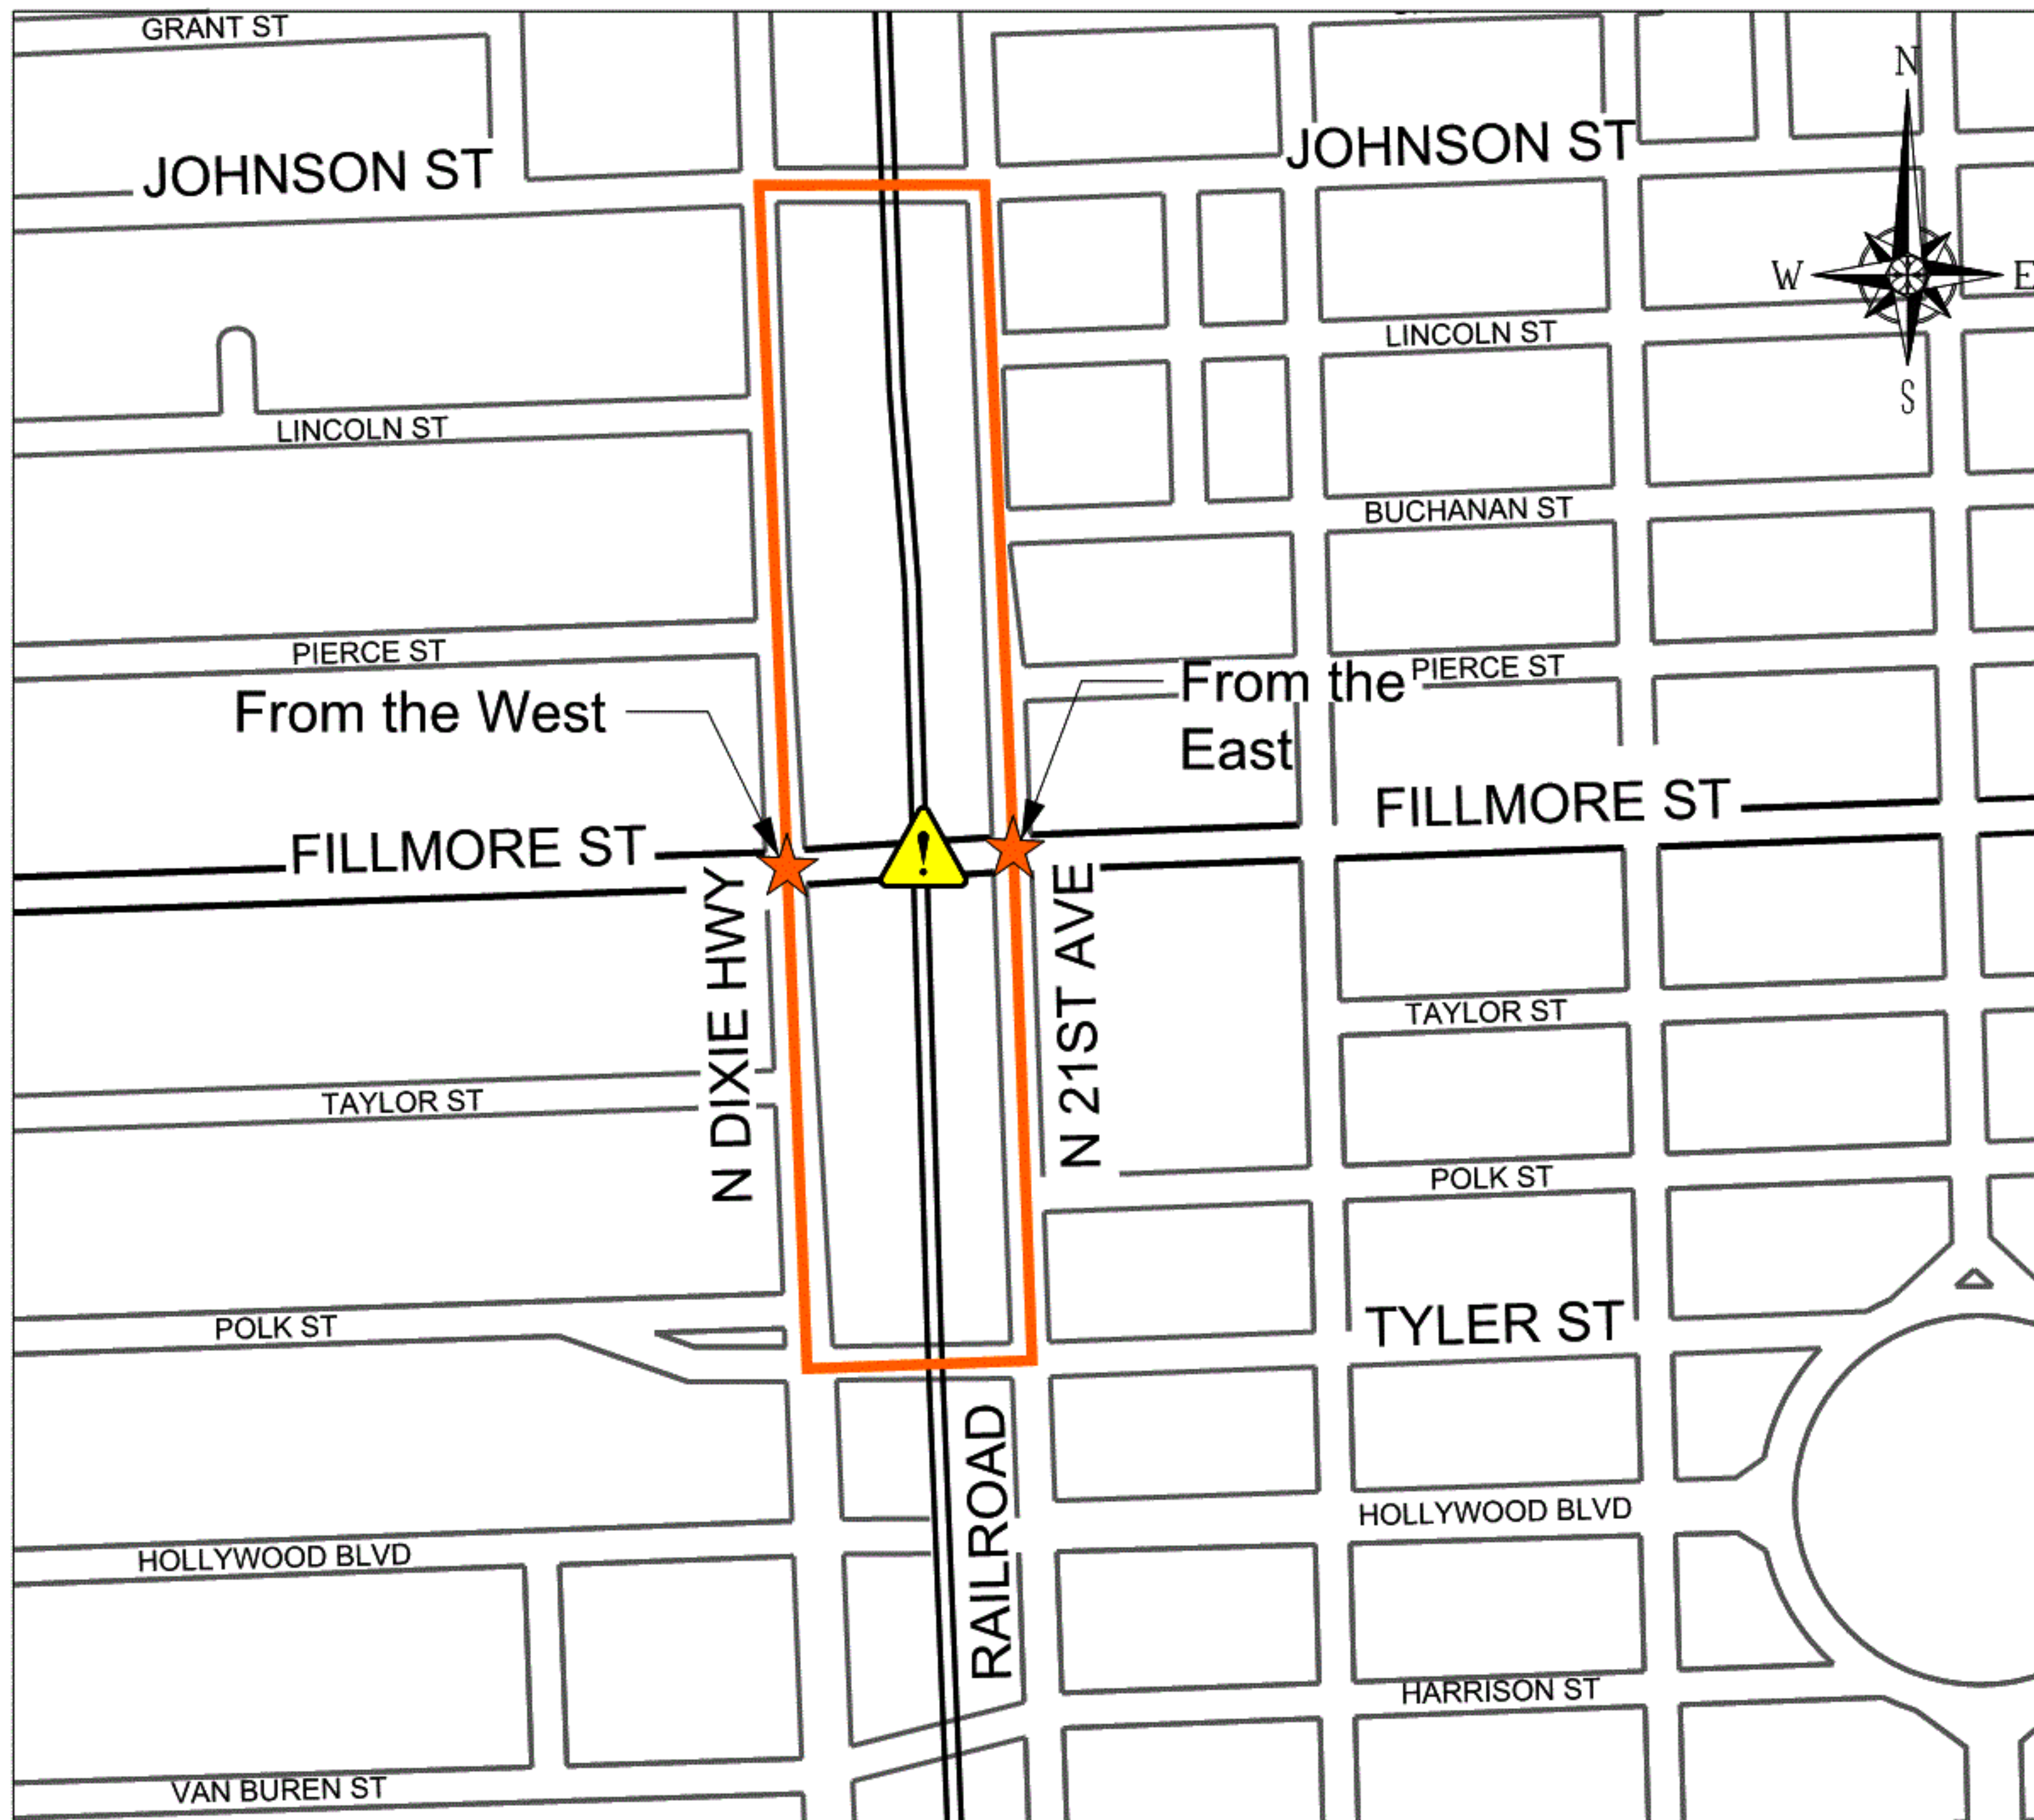 GRANT ST
N
JOHNSON ST
JOHNSON ST
W
E
LINCOLN ST
S
LINCOLN ST
BUCHANAN ST
PIERCE ST
PIERCE ST
From the West
From the
East
FILLMORE ST
FILLMORE ST
!
N DIXIE HWY
N 21ST AVE
TAYLOR ST
TAYLOR ST
POLK ST
POLK ST
TYLER ST
RAILROAD
HOLLYWOOD BLVD
HOLLYWOOD BLVD
HARRISON ST
VAN BUREN ST